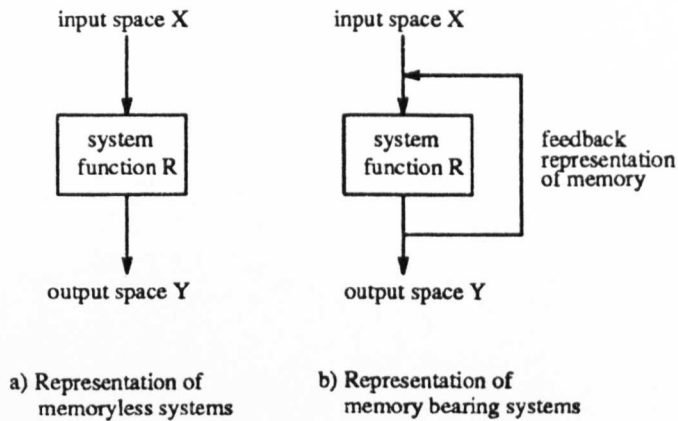 input space X
system
function R
output space Y
a) Representation of
memoryless systems
input space X
system
function R
feedback
representation
of memory
output space Y
b) Representation of
memory bearing systems